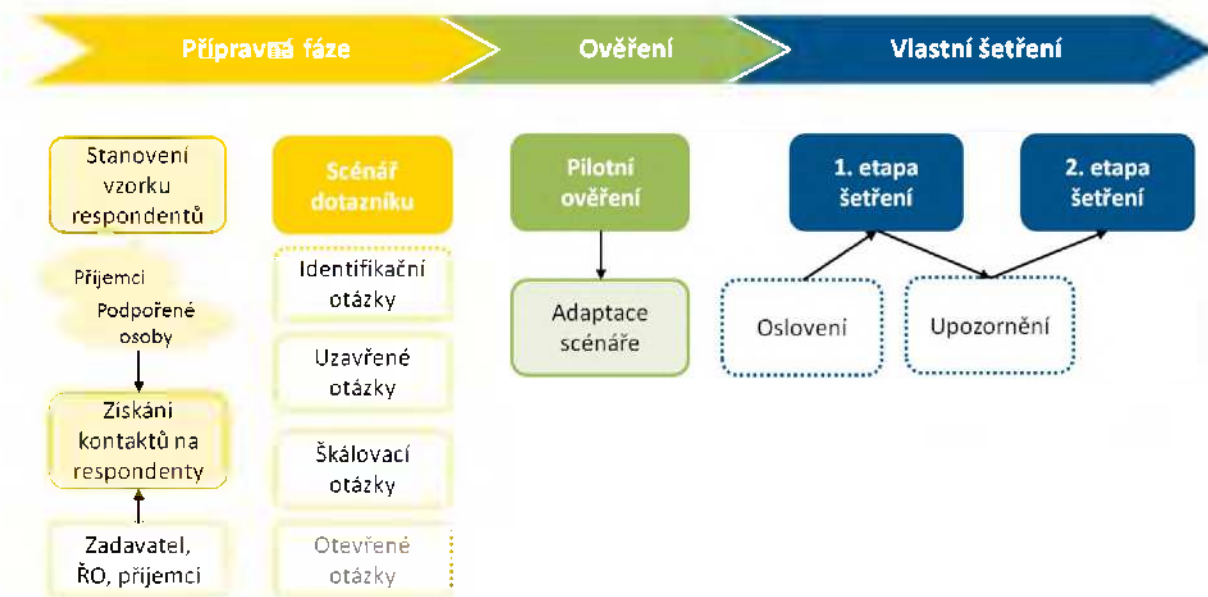 Přípravná fáze
Ověření
Vlastní šetření
Stanovení
vzorku
respondentů
Příjemci
Podpořené
osoby
Získání
kontaktů na
respondenty
Zadavatel,
ŘO, příjemci
Scénář
dotazníku
Identifikační
otázky
Uzavřené
otázky
Škálovací
otázky
Otevřené
otázky
Pilotní
ověření
Adaptace
scénáře
1. etapa
šetření
2. etapa
šetření
Oslovení
Upozornění